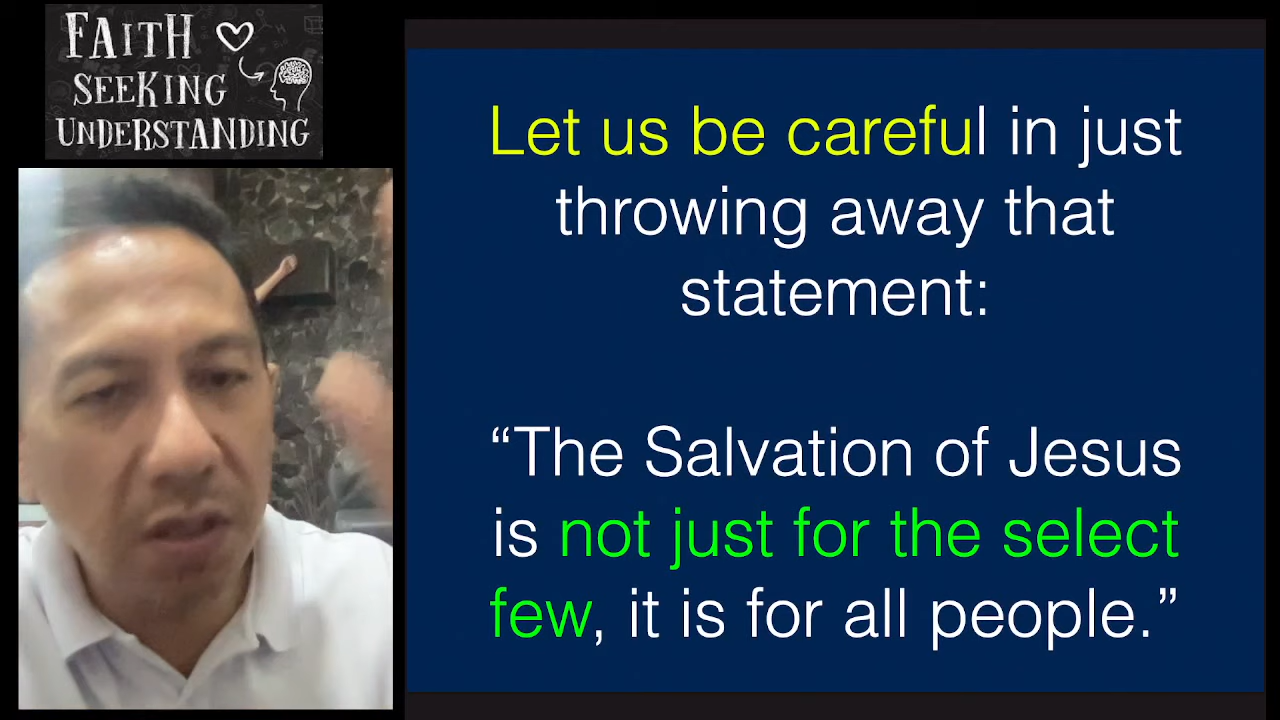 FAITH
SEEKING
UNDERSTANDING
Let us be careful in just
throwing away that
statement:
“The Salvation of Jesus
is not just for the select
few, it is for all people.”